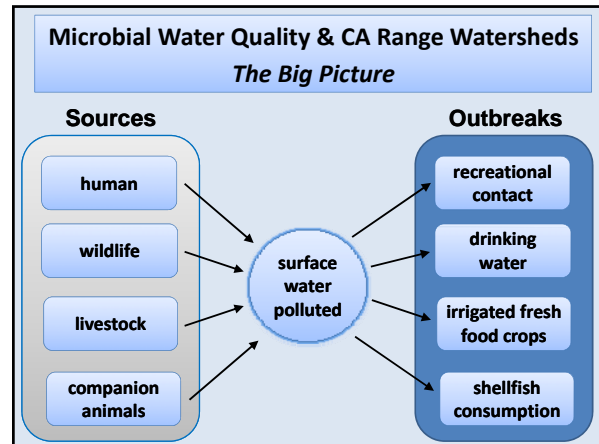 Microbial Water Quality & CA Range Watersheds
The Big Picture
Sources
human
wildlife
livestock
companion
animals
surface
water
polluted
Outbreaks
recreational
contact
drinking
water
irrigated fresh
food crops
shellfish
consumption